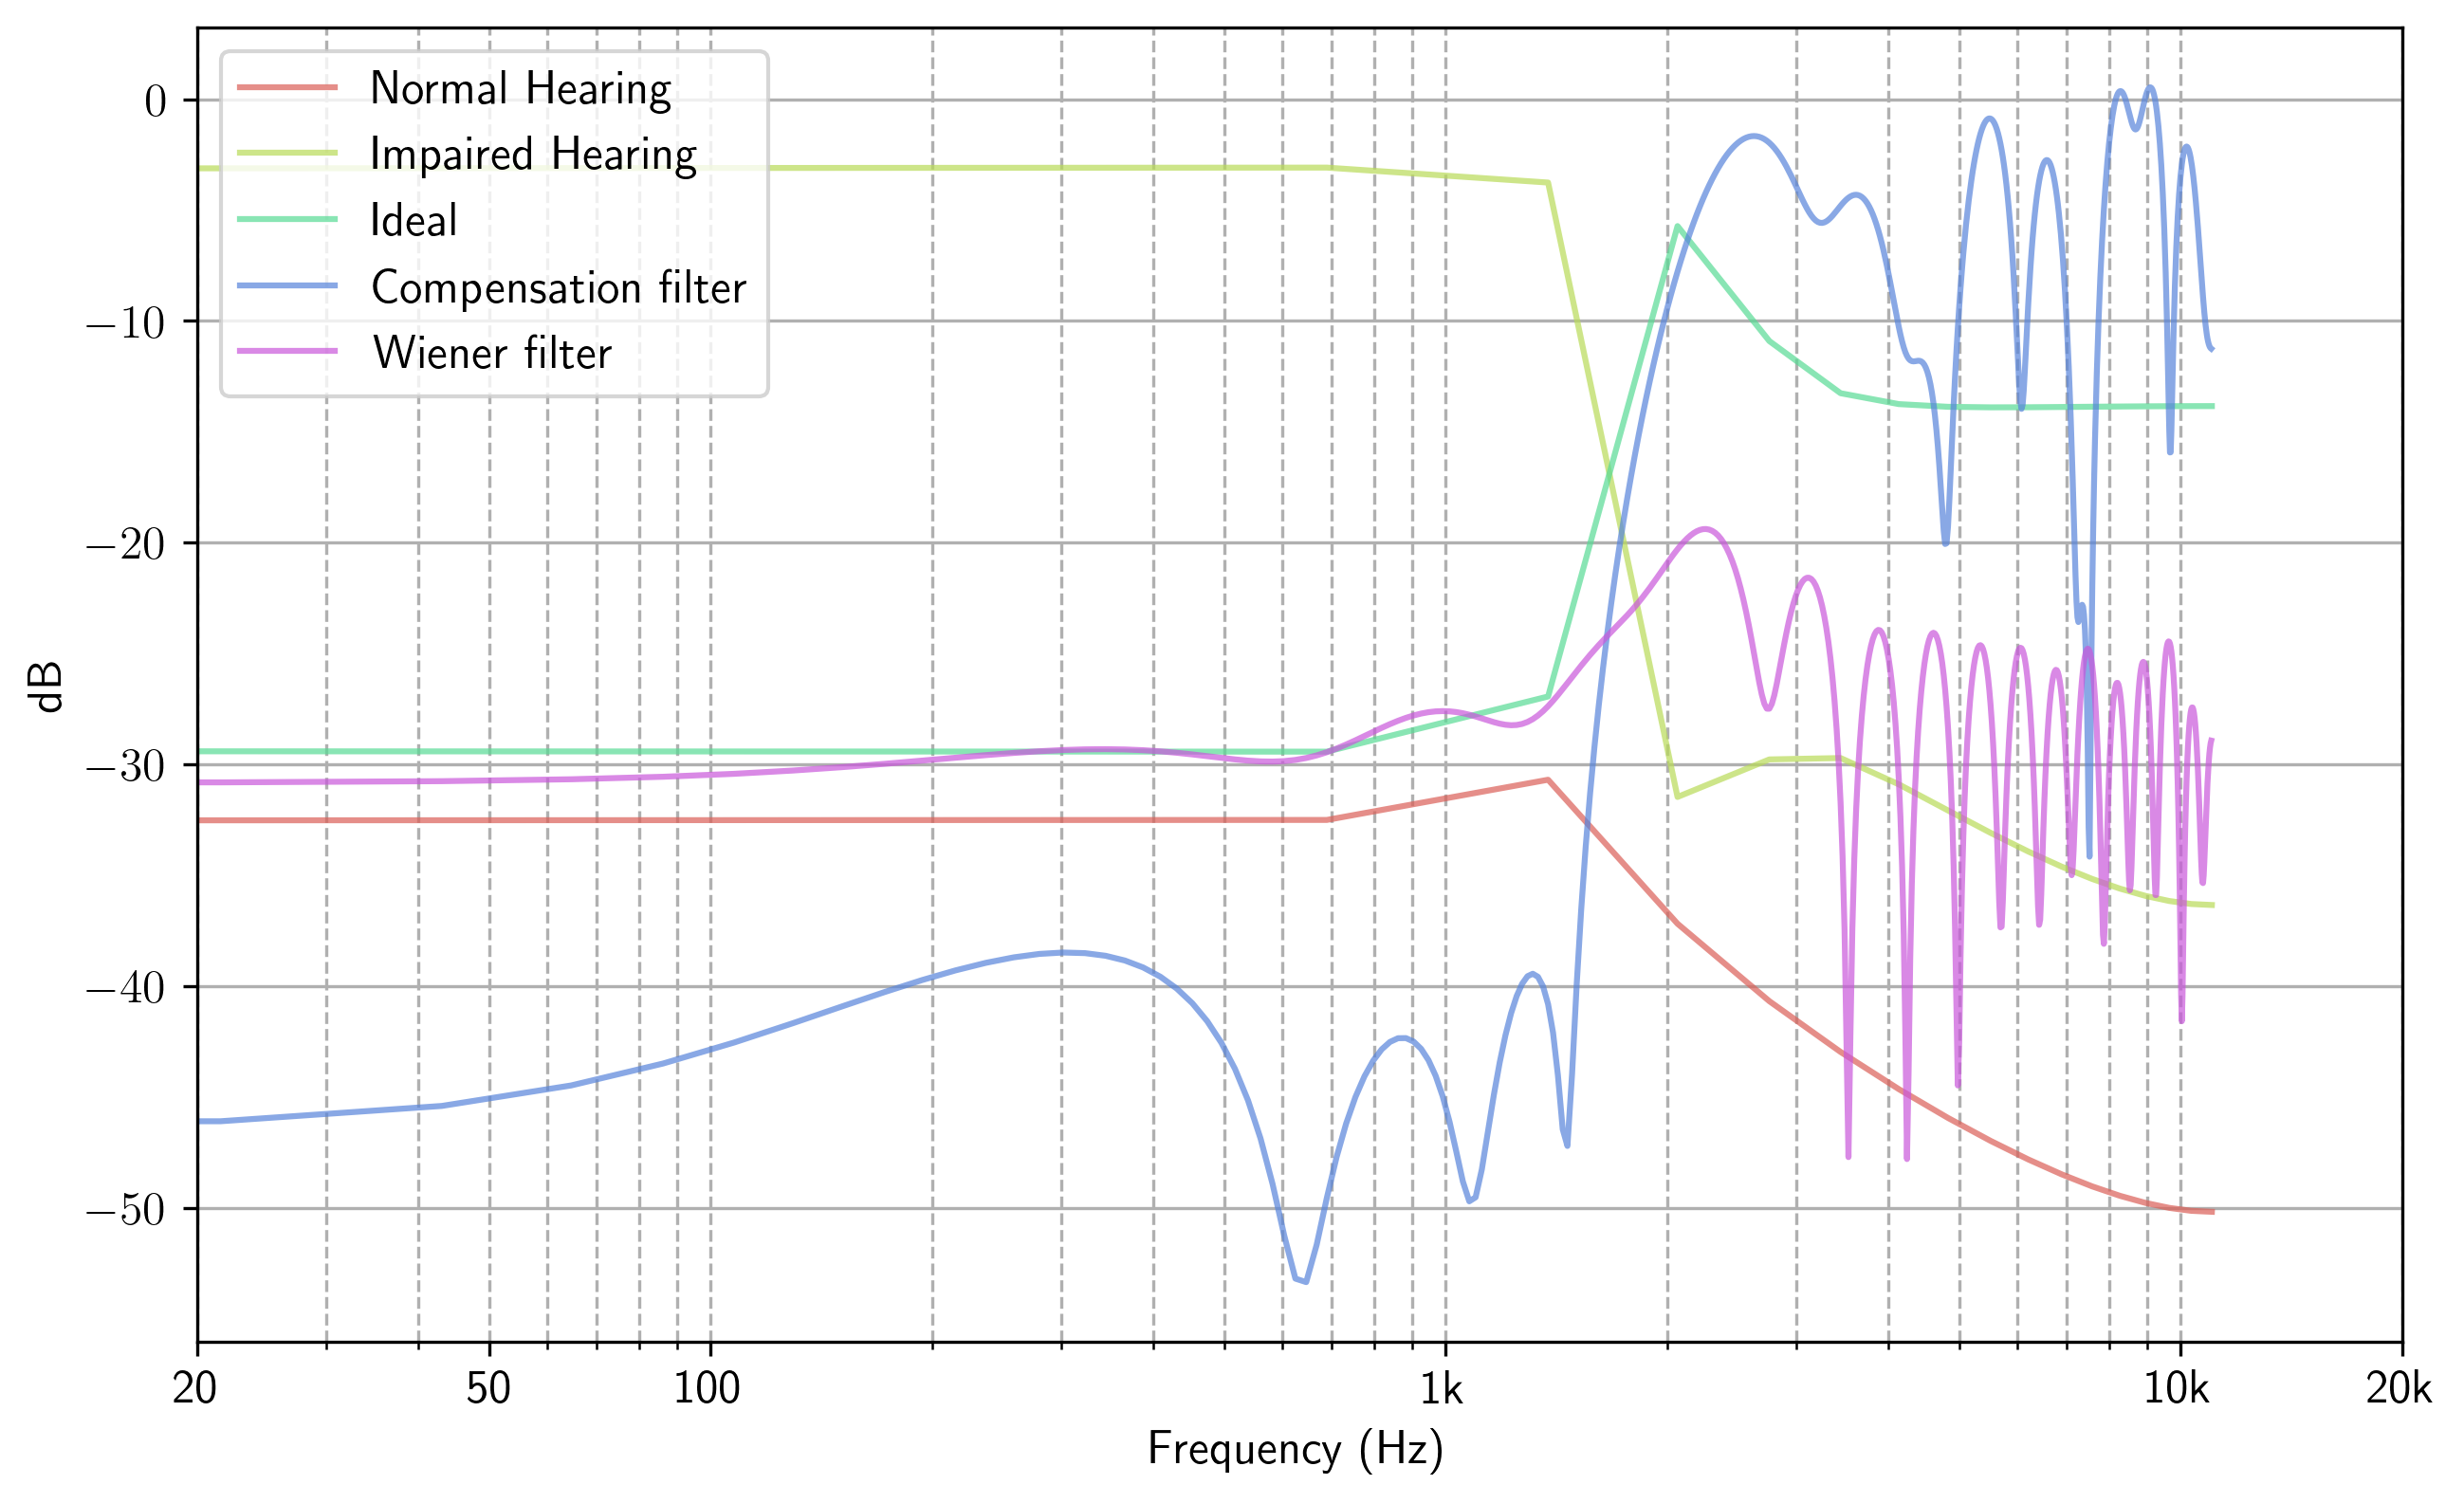 Normal Hearing
Impaired Hearing
Ideal
Compensation filter
Wiener filter
0
−10
−20
−30
−40
−50
dB
20 50 100 1k 10k 20k
Frequency (Hz)